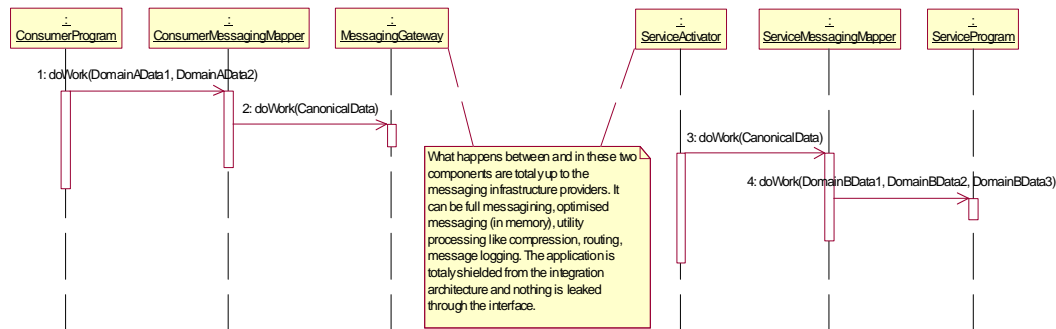 :
ConsumerProgram
:
ConsumerMessagingMapper
:
MessagingGateway
:
ServiceActivator
:
ServiceMessagingMapper
:
ServiceProgram
1: doWork(DomainAData1, DomainAData2)
2: doWork(CanonicalData)
3: doWork(CanonicalData)
4: doWork(DomainBData1, DomainBData2, DomainBData3)
What happens between and in these two
components are totaly up to the
messaging infrastructure providers. It
can be full messagining, optimised
messaging (in memory), utility
processing like compression, routing,
message logging. The application is
totaly shielded from the integration
architecture and nothing is leaked
through the interface.